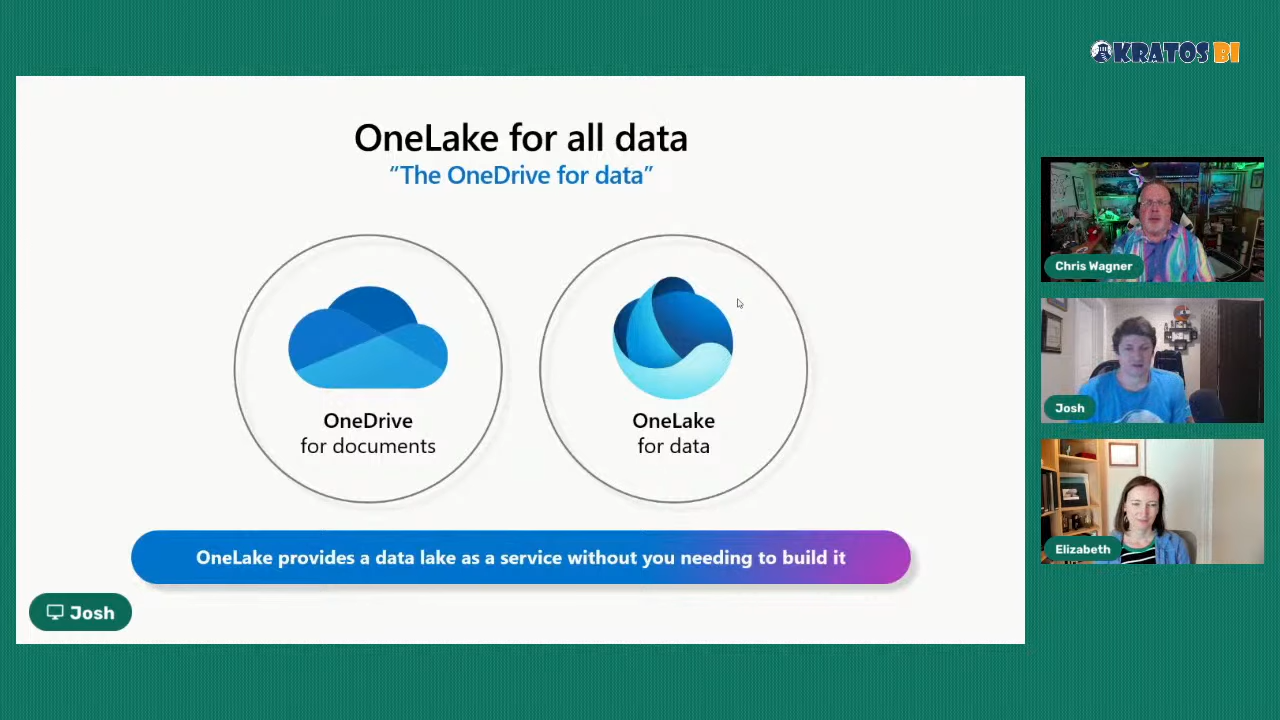 KRATOS BI
OneLake for all data
“The OneDrive for data”
OneDrive
for documents
OneLake
for data
OneLake provides a data lake as a service without you needing to build it
Josh
Chris Wagner
Josh
Elizabeth